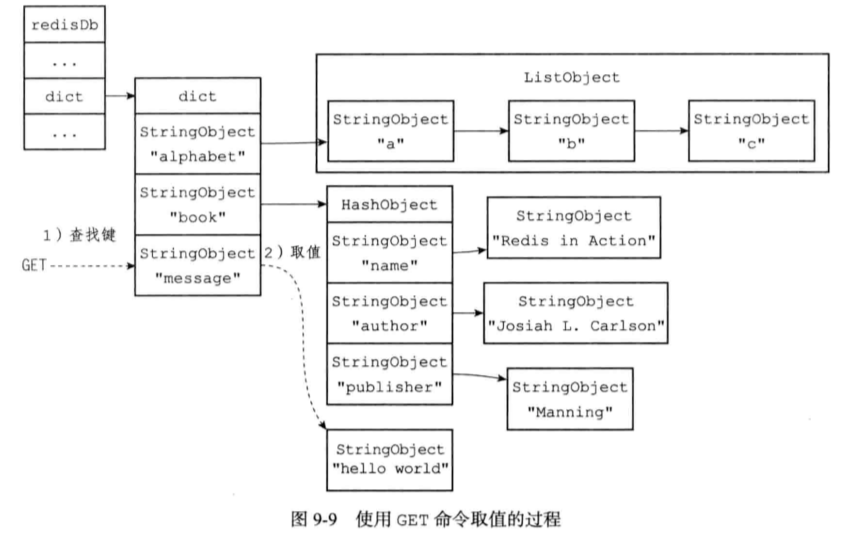 redisDb
...
dict
...
dict
StringObject
"alphabet"
StringObject
"book"
StringObject
"message"
1）查找键
GET
2）取值
ListObject
StringObject
"a"
StringObject
"b"
StringObject
"c"
HashObject
StringObject
"name"
StringObject
"author"
StringObject
"publisher"
StringObject
"Redis in Action"
StringObject
"Josiah L. Carlson"
StringObject
"Manning"
StringObject
"hello world"
图 9-9 使用 GET 命令取值的过程